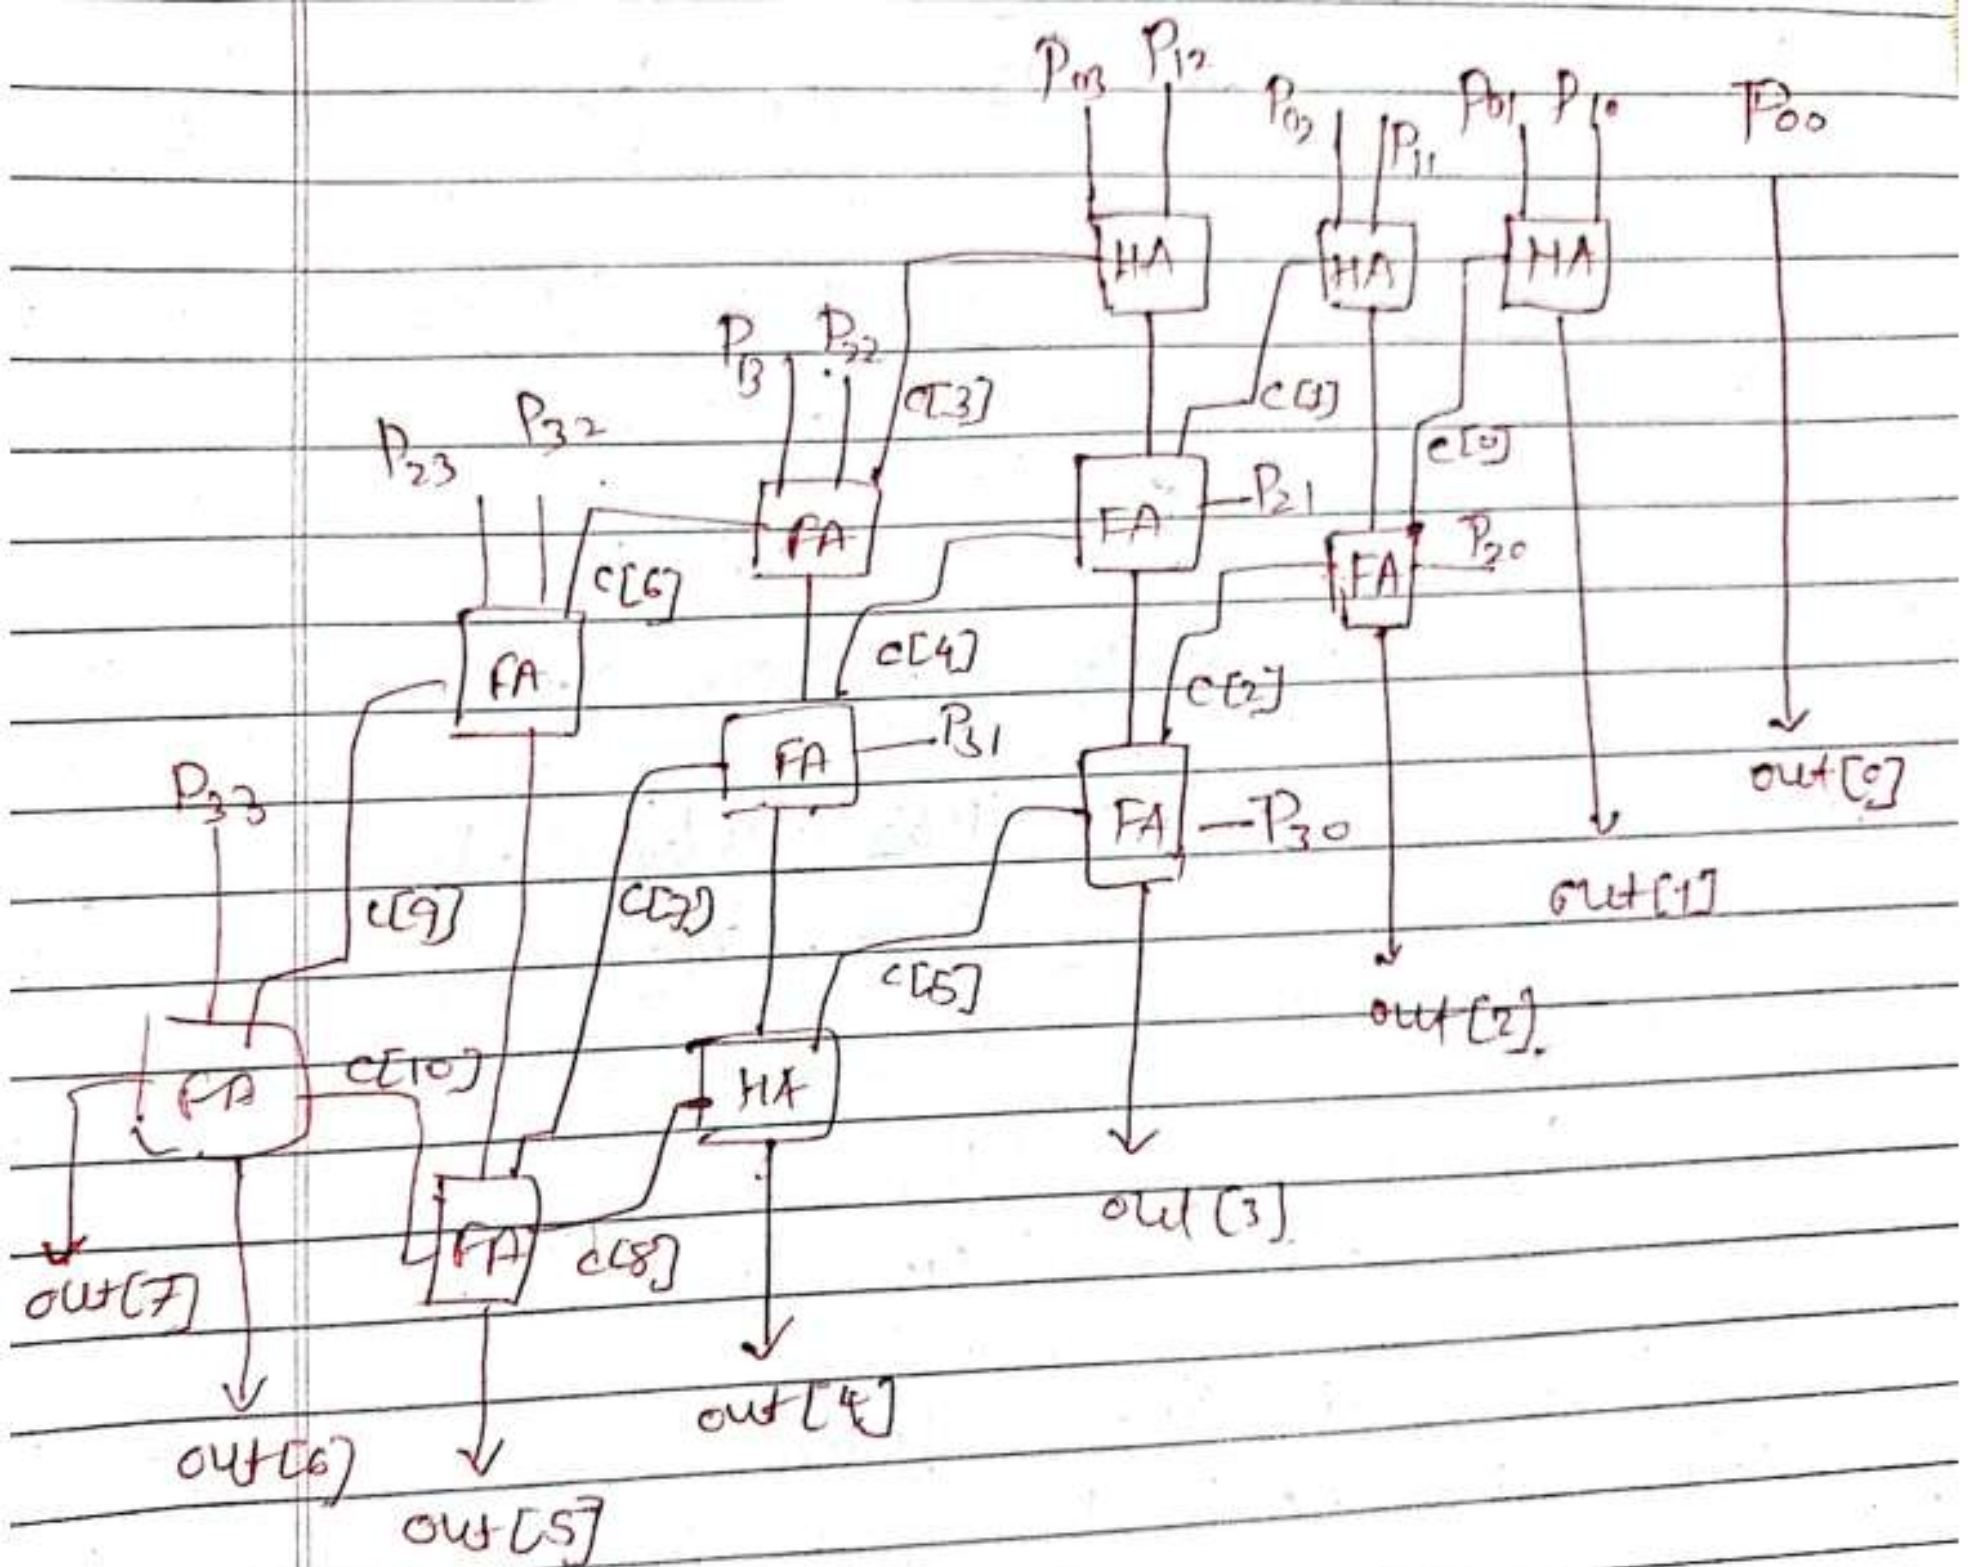 P03 P12
P02 P11 P01 P10 P00
HA HA HA
P13 P22 c[3] c[1]
P23 P32 c[0]
FA FA P21
c[6] FA P20
FA c[4] c[2]
FA P31
P33 FA P30 out[0]
c[9] c[7] out[1]
c[5] out[2]
FA c[10] HA
FA c[8] out[3]
out[7]
out[4]
out[6]
out[5]